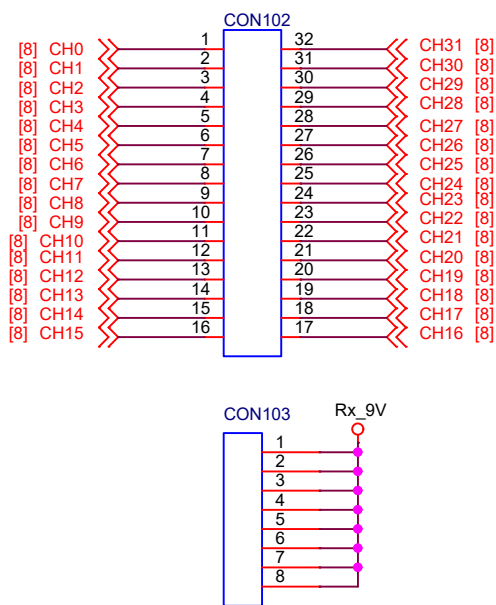 CON102
[8] CH0 1 32 CH31 [8]
[8] CH1 2 31 CH30 [8]
[8] CH2 3 30 CH29 [8]
[8] CH3 4 29 CH28 [8]
[8] CH4 5 28 CH27 [8]
[8] CH5 6 27 CH26 [8]
[8] CH6 7 26 CH25 [8]
[8] CH7 8 25 CH24 [8]
[8] CH8 9 24 CH23 [8]
[8] CH9 10 23 CH22 [8]
[8] CH10 11 22 CH21 [8]
[8] CH11 12 21 CH20 [8]
[8] CH12 13 20 CH19 [8]
[8] CH13 14 19 CH18 [8]
[8] CH14 15 18 CH17 [8]
[8] CH15 16 17 CH16 [8]
CON103 Rx_9V
1
2
3
4
5
6
7
8